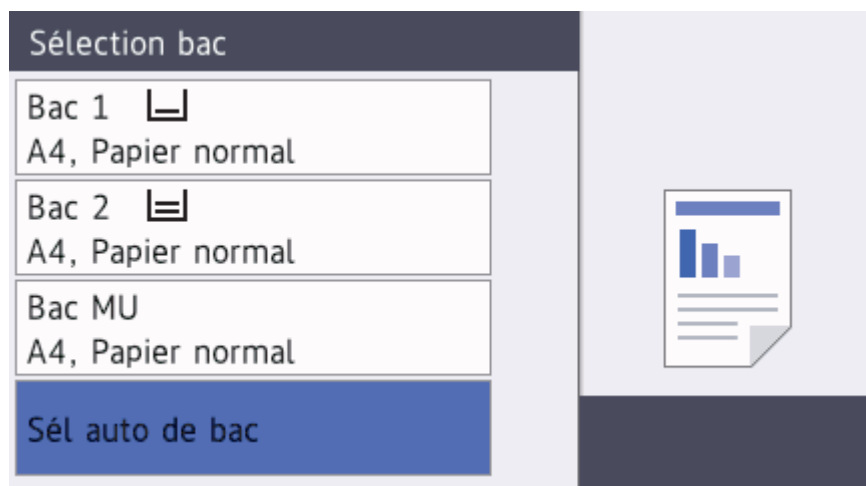 Sélection bac
Bac 1
A4, Papier normal
Bac 2
A4, Papier normal
Bac MU
A4, Papier normal
Sél auto de bac